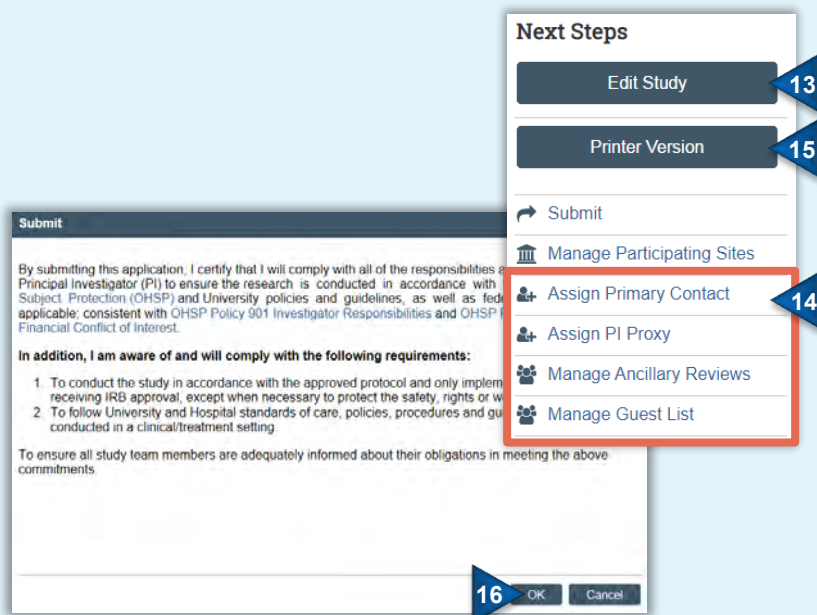 Next Steps
Edit Study
13
Printer Version
15
Submit
Manage Participating Sites
Assign Primary Contact
14
Assign PI Proxy
Manage Ancillary Reviews
Manage Guest List
Submit
By submitting this application, I certify that I will comply with all of the responsibilities
Principal Investigator (PI) to ensure the research is conducted in accordance with
Subject Protection (OHSP) and University policies and guidelines, as well as
applicable; consistent with OHSP Policy 901 Investigator Responsibilities and OHSP
Financial Conflict of Interest.
In addition, I am aware of and will comply with the following requirements:
1. To conduct the study in accordance with the approved protocol and only
receiving IRB approval, except when necessary to protect the safety, rights or
2. To follow University and Hospital standards of care, policies, procedures and
conducted in a clinical/treatment setting.
To ensure all study team members are adequately informed about their obligations in meeting the above
commitments.
16
OK
Cancel